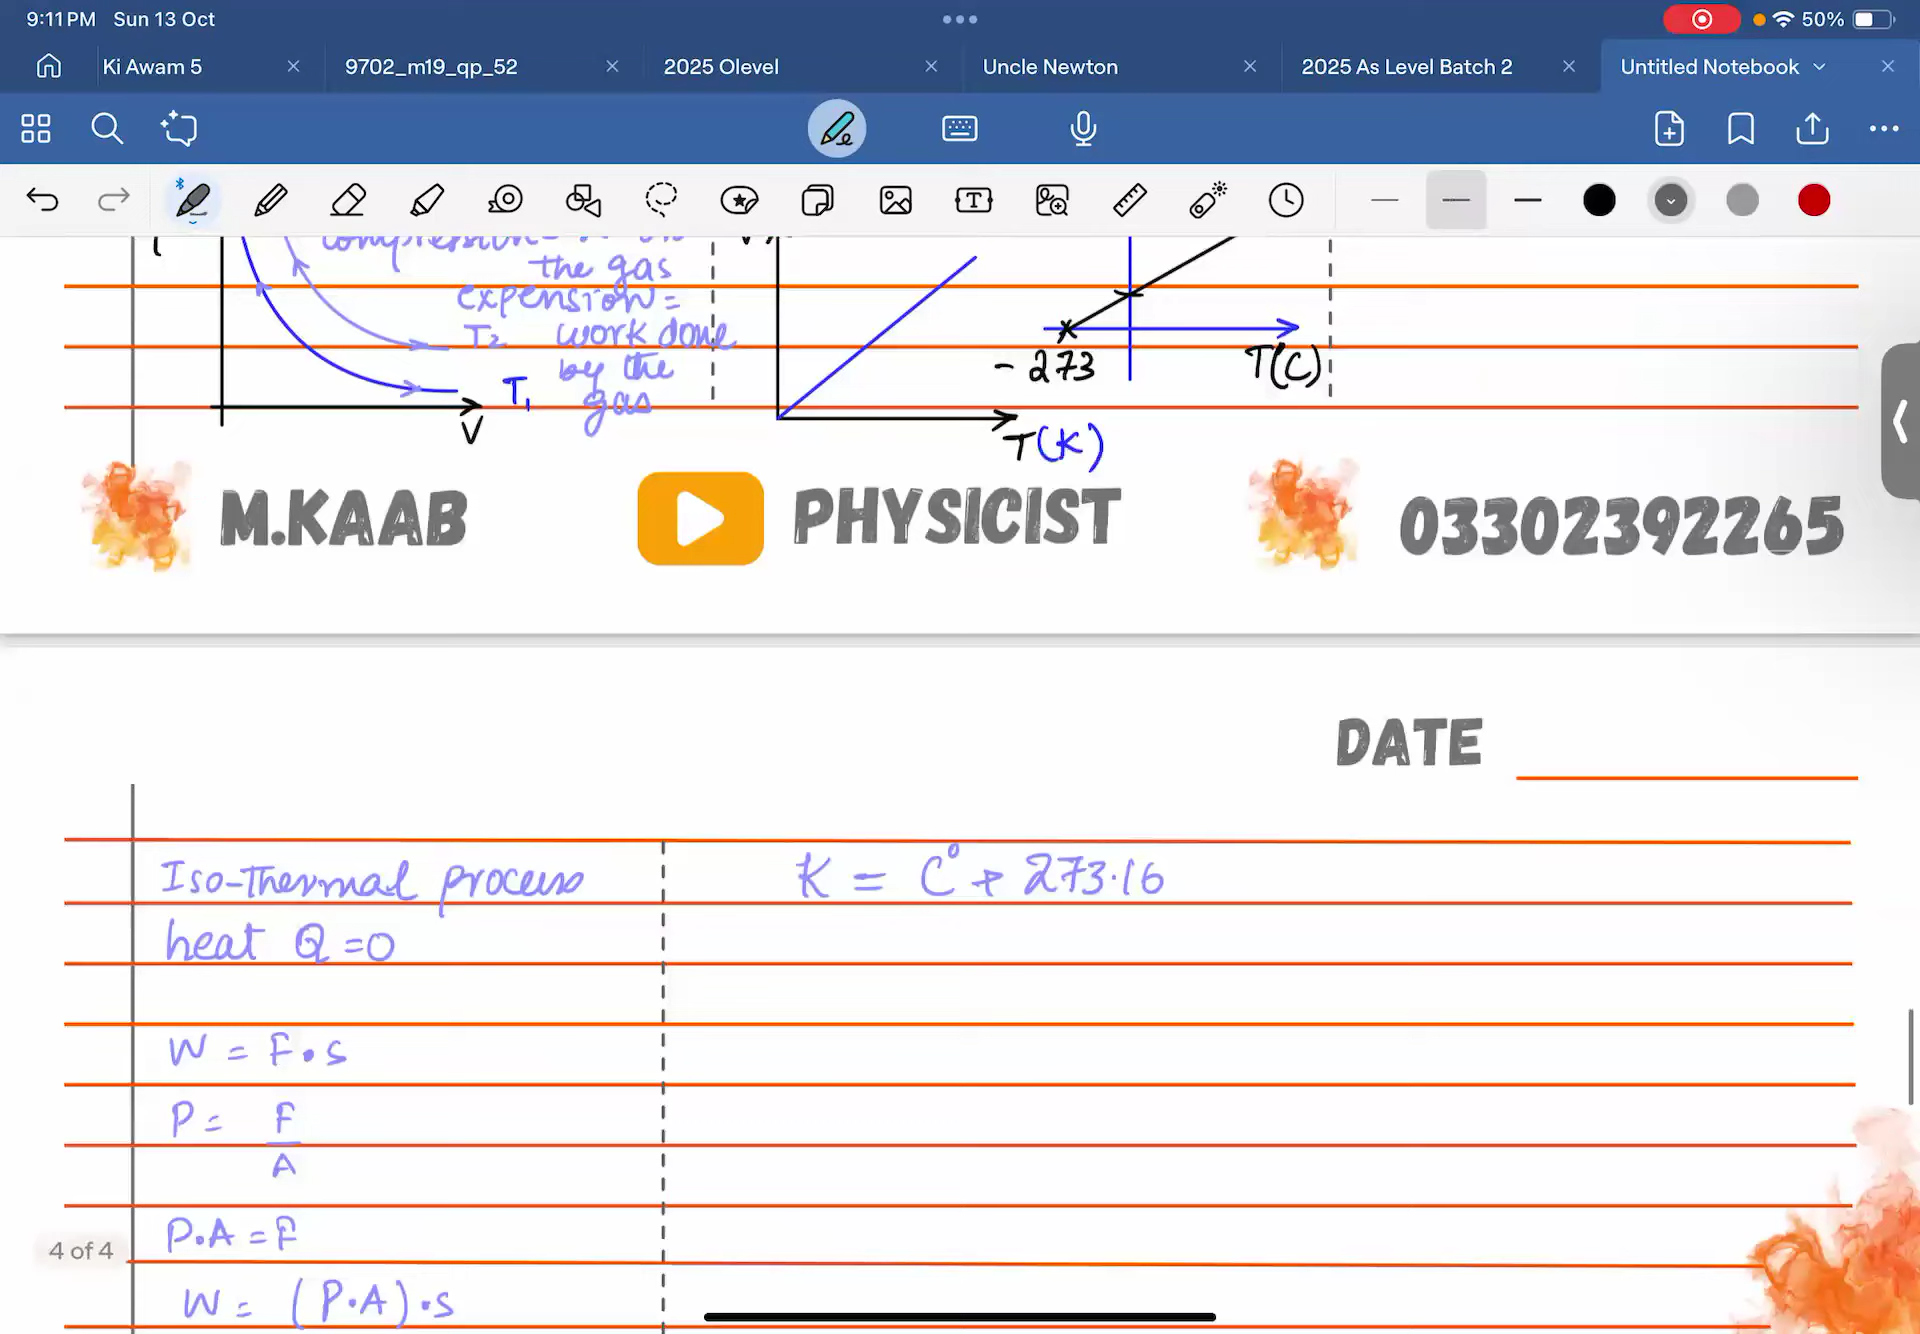 9:11 PM Sun 13 Oct
50%
Ki Awam 5
9702_m19_qp_52
2025 Olevel
Uncle Newton
2025 As Level Batch 2
Untitled Notebook
the gas
expension =
T2 work done
by the
gas
T1
V
V
T(K)
-273
T(C)
M.KAAB
PHYSICIST
03302392265
DATE
Iso-thermal process
heat Q = 0
W = F•s
P = F
A
P•A = F
W = (P•A)•s
K = C° + 273.16
4 of 4